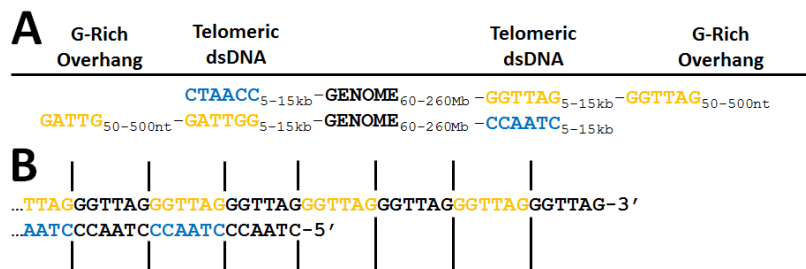 A
G-Rich Telomeric Telomeric G-Rich
Overhang dsDNA dsDNA Overhang
CTAACC5-15kb-GENOME60-260Mb-GGTTAG5-15kb-GGTTAG50-500nt
GATTG50-500nt-GATTGG5-15kb-GENOME60-260Mb-CCAATC5-15kb
B
…TTAGGGTTAGGGTTAGGGTTAGGGTTAGGGTTAGGGTTAGGGTTAG-3′
…AATCCCAATCCCAATCCCAATC-5′